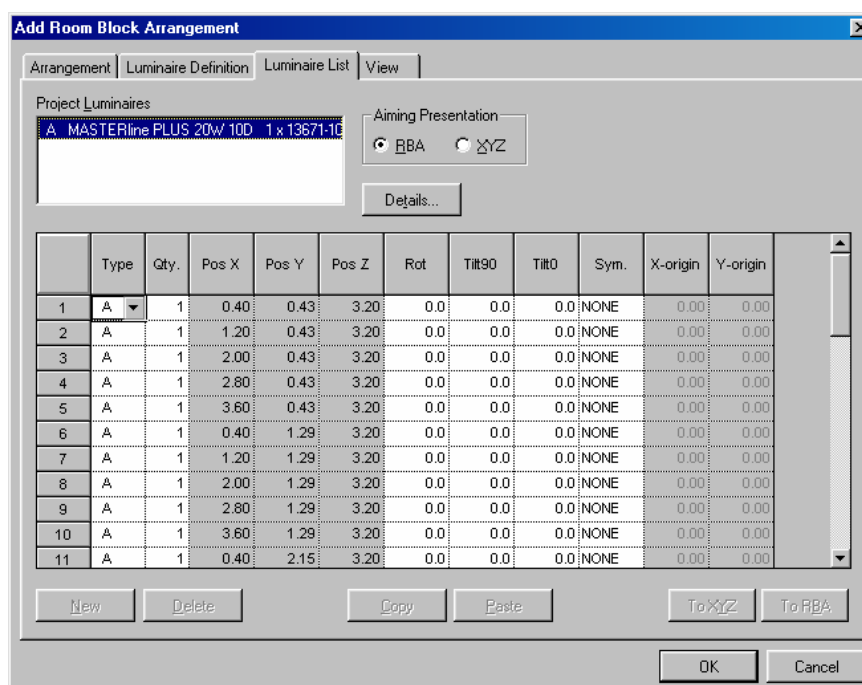 Add Room Block Arrangement
Arrangement Luminaire Definition Luminaire List View
Project Luminaires
A MASTERline PLUS 20W 10D 1 x 13671-10
Aiming Presentation
RBA XYZ
Details...
Type Qty. Pos X Pos Y Pos Z Rot Tilt90 Tilt0 Sym. X-origin Y-origin
1 A 1 0.40 0.43 3.20 0.0 0.0 0.0 NONE 0.00 0.00
2 A 1 1.20 0.43 3.20 0.0 0.0 0.0 NONE 0.00 0.00
3 A 1 2.00 0.43 3.20 0.0 0.0 0.0 NONE 0.00 0.00
4 A 1 2.80 0.43 3.20 0.0 0.0 0.0 NONE 0.00 0.00
5 A 1 3.60 0.43 3.20 0.0 0.0 0.0 NONE 0.00 0.00
6 A 1 0.40 1.29 3.20 0.0 0.0 0.0 NONE 0.00 0.00
7 A 1 1.20 1.29 3.20 0.0 0.0 0.0 NONE 0.00 0.00
8 A 1 2.00 1.29 3.20 0.0 0.0 0.0 NONE 0.00 0.00
9 A 1 2.80 1.29 3.20 0.0 0.0 0.0 NONE 0.00 0.00
10 A 1 3.60 1.29 3.20 0.0 0.0 0.0 NONE 0.00 0.00
11 A 1 0.40 2.15 3.20 0.0 0.0 0.0 NONE 0.00 0.00
New Delete Copy Paste To XYZ To RBA
OK Cancel